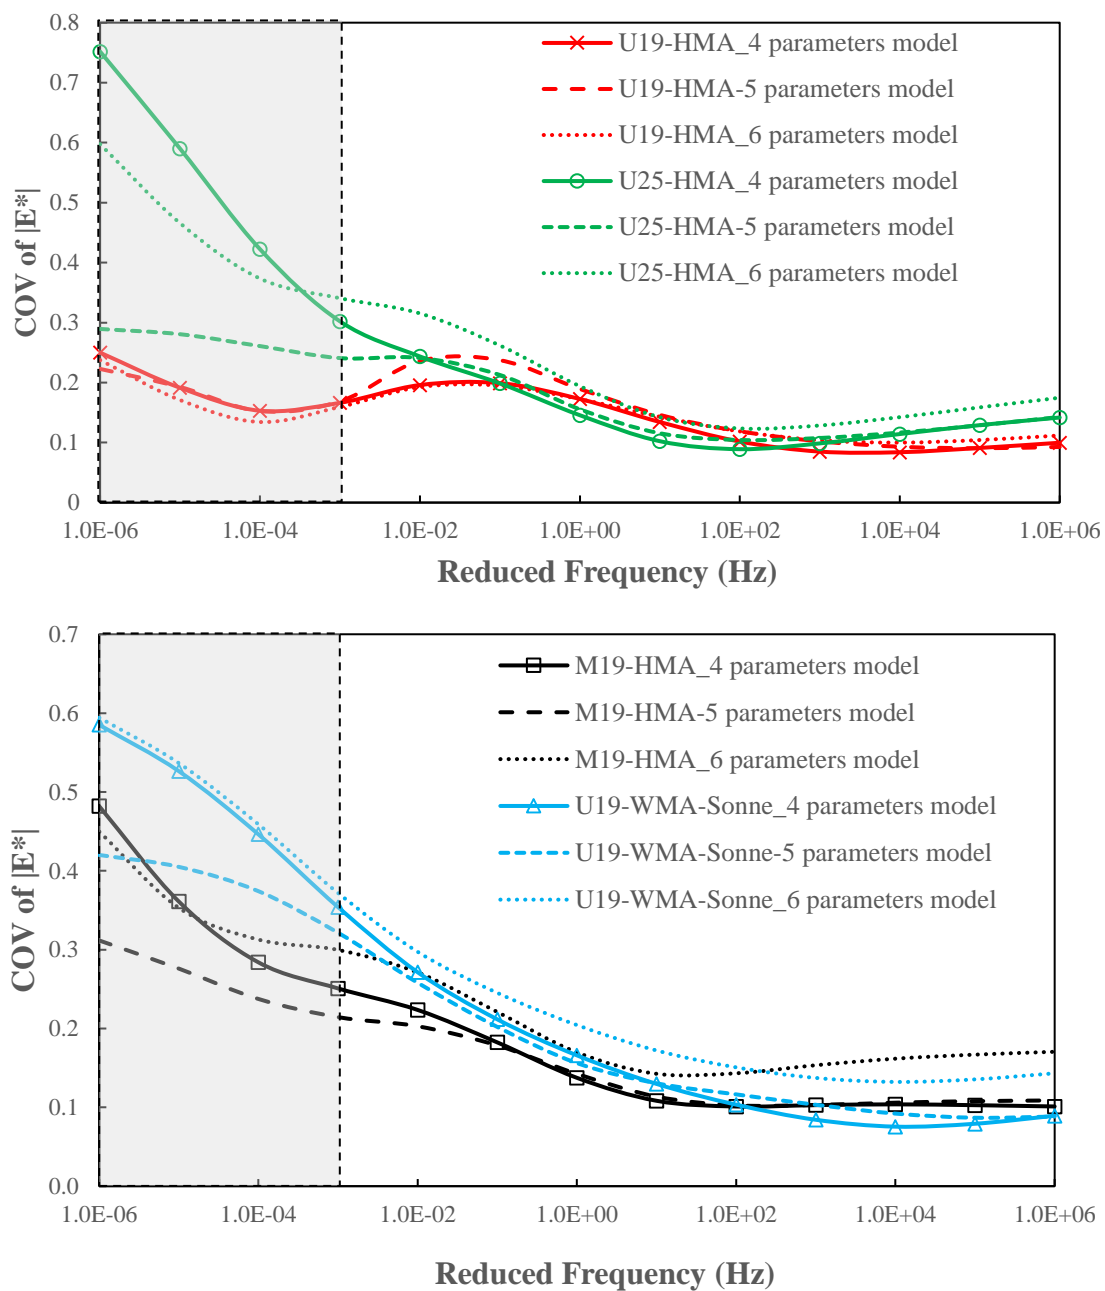 0.8
0.7
0.6
0.5
0.4
0.3
0.2
0.1
0
COV of |E*|
U19-HMA_4 parameters model
U19-HMA-5 parameters model
U19-HMA_6 parameters model
U25-HMA_4 parameters model
U25-HMA-5 parameters model
U25-HMA_6 parameters model
1.0E-06 1.0E-04 1.0E-02 1.0E+00 1.0E+02 1.0E+04 1.0E+06
Reduced Frequency (Hz)
0.7
0.6
0.5
0.4
0.3
0.2
0.1
0.0
COV of |E*|
M19-HMA_4 parameters model
M19-HMA-5 parameters model
M19-HMA_6 parameters model
U19-WMA-Sonne_4 parameters model
U19-WMA-Sonne-5 parameters model
U19-WMA-Sonne_6 parameters model
1.0E-06 1.0E-04 1.0E-02 1.0E+00 1.0E+02 1.0E+04 1.0E+06
Reduced Frequency (Hz)